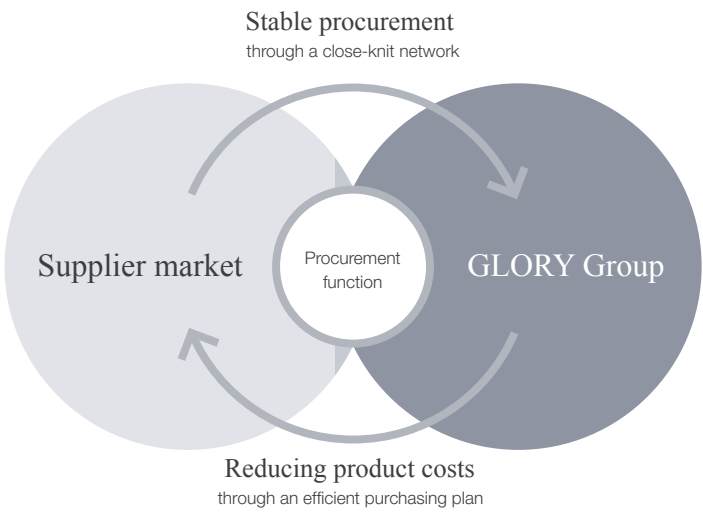 Stable procurement
through a close-knit network
Supplier market
Procurement
function
GLORY Group
Reducing product costs
through an efficient purchasing plan